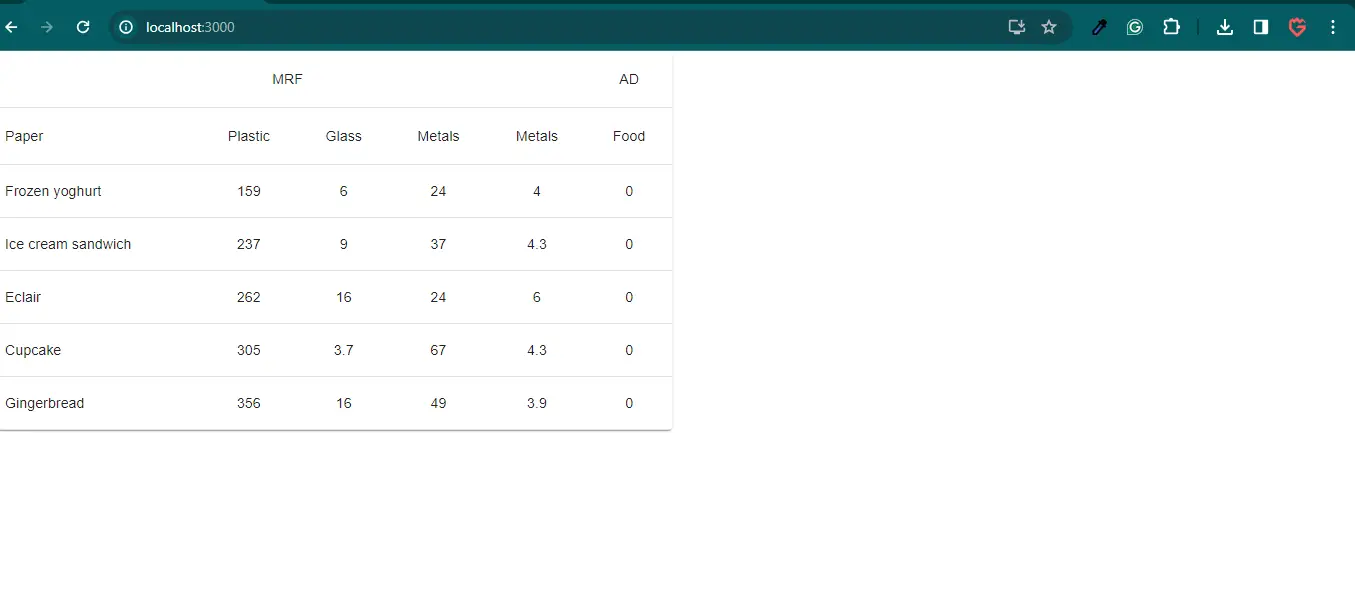 localhost:3000
MRF AD
Paper Plastic Glass Metals Metals Food
Frozen yoghurt 159 6 24 4 0
Ice cream sandwich 237 9 37 4.3 0
Eclair 262 16 24 6 0
Cupcake 305 3.7 67 4.3 0
Gingerbread 356 16 49 3.9 0